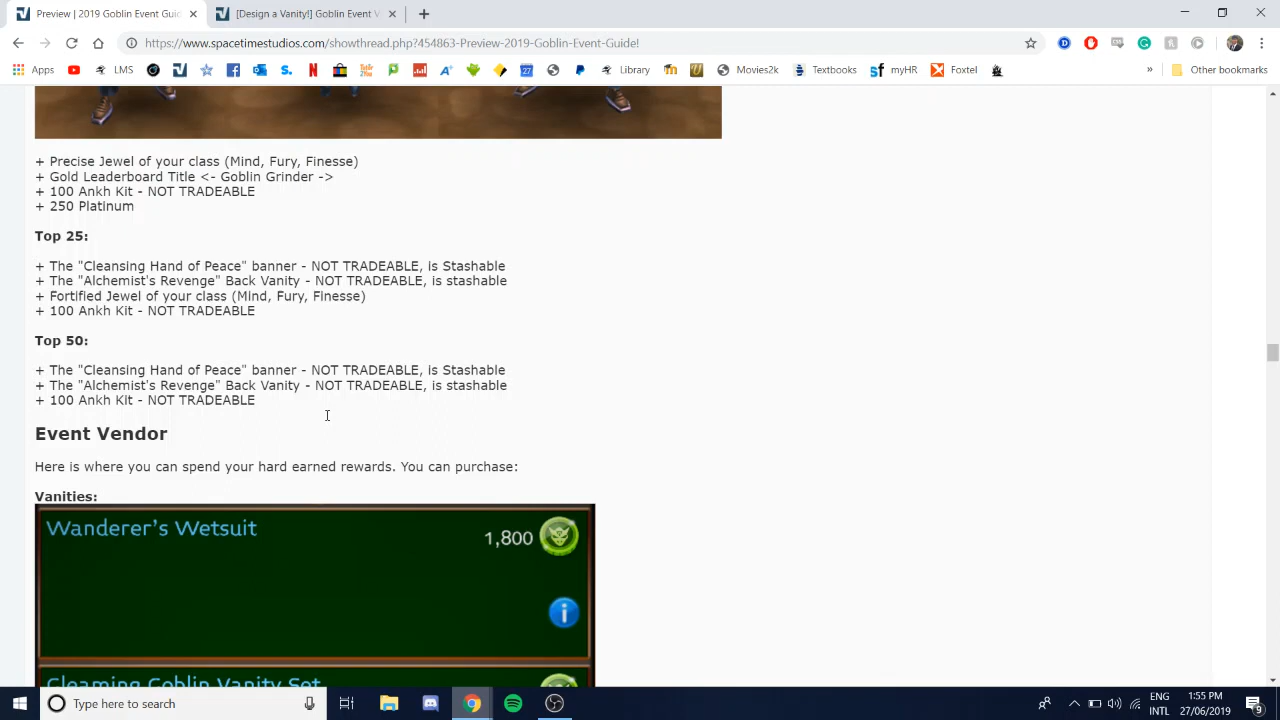 Preview | 2019 Goblin Event Guid
[Design a Vanity!] Goblin Event V
https://www.spacetimestudios.com/showthread.php?454863-Preview-2019-Goblin-Event-Guide!
Apps
LMS
Library
Movies2k
Textbooks
myHR
Foxtel
»
Other bookmarks
+ Precise Jewel of your class (Mind, Fury, Finesse)
+ Gold Leaderboard Title <- Goblin Grinder ->
+ 100 Ankh Kit - NOT TRADEABLE
+ 250 Platinum
Top 25:
+ The "Cleansing Hand of Peace" banner - NOT TRADEABLE, is Stashable
+ The "Alchemist's Revenge" Back Vanity - NOT TRADEABLE, is stashable
+ Fortified Jewel of your class (Mind, Fury, Finesse)
+ 100 Ankh Kit - NOT TRADEABLE
Top 50:
+ The "Cleansing Hand of Peace" banner - NOT TRADEABLE, is Stashable
+ The "Alchemist's Revenge" Back Vanity - NOT TRADEABLE, is stashable
+ 100 Ankh Kit - NOT TRADEABLE
Event Vendor
Here is where you can spend your hard earned rewards. You can purchase:
Vanities:
Wanderer's Wetsuit
1,800
Gleaming Goblin Vanity Set
Type here to search
ENG
INTL
1:55 PM
27/06/2019
9